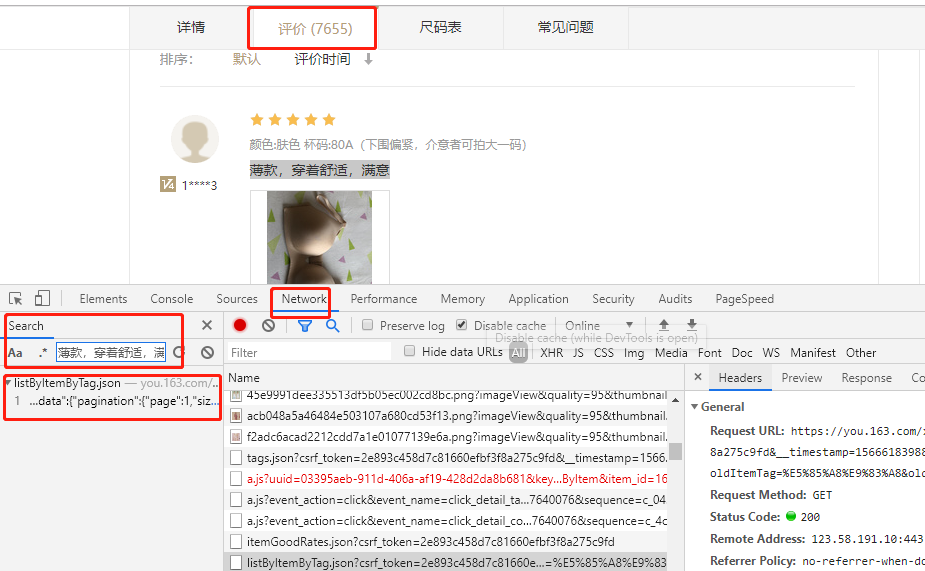 详情 评价 (7655) 尺码表 常见问题
排序: 默认 评价时间
颜色:肤色 杯码:80A（下围偏紧，介意者可拍大一码）
薄款，穿着舒适，满意
V4 1****3
Elements Console Sources Network Performance Memory Application Security Audits PageSpeed
Search
Preserve log Disable cache Online
Disable cache (while DevTools is open)
Aa .* 薄款，穿着舒适，满
Filter Hide data URLs All XHR JS CSS Img Media Font Doc WS Manifest Other
listByItemByTag.json — you.163.com/...
1 ...data":{"pagination":{"page":1,"siz...
Name
45e9991dee335513df5b05ec002cd8bc.png?imageView&quality=95&thumbnail
acb048a5a46484e503107a680cd53f13.png?imageView&quality=95&thumbnail.
f2adc6acad2212cdd7a1e01077139e6a.png?imageView&quality=95&thumbnail.
tags.json?csrf_token=2e893c458d7c81660efbf3f8a275c9fd&__timestamp=1566...
a.js?uuid=03395aeb-911d-406a-af19-428d2da8b681&key...ByItem&item_id=16
a.js?event_action=click&event_name=click_detail_ta...7640076&sequence=c_04
a.js?event_action=click&event_name=click_detail_co...7640076&sequence=c_4c
itemGoodRates.json?csrf_token=2e893c458d7c81660efbf3f8a275c9fd
listByItemByTag.json?csrf_token=2e893c458d7c81660e...=%E5%85%A8%E9%83
Headers Preview Response Co
General
Request URL: https://you.163.com/
8a275c9fd&__timestamp=15666183988
oldItemTag=%E5%85%A8%E9%83%A8&ol
Request Method: GET
Status Code: 200
Remote Address: 123.58.191.10:443
Referrer Policy: no-referrer-when-do